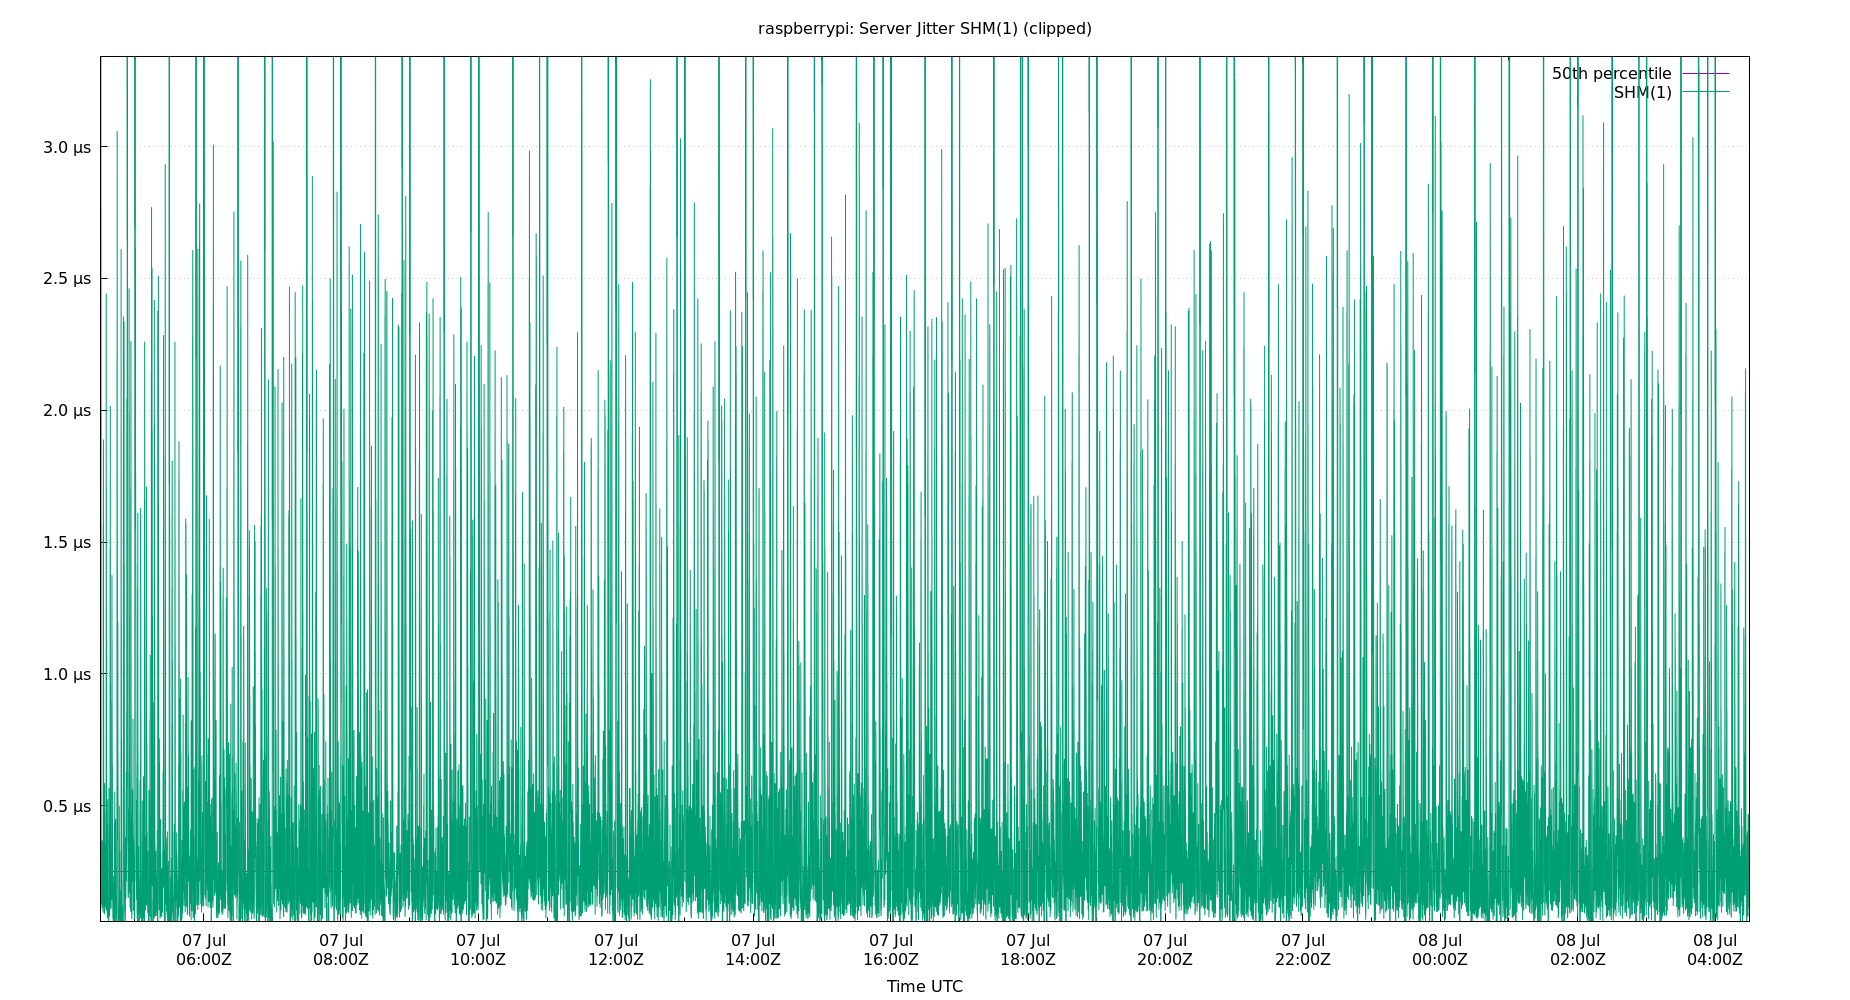 raspberrypi: Server Jitter SHM(1) (clipped)
50th percentile
SHM(1)
3.0 µs
2.5 µs
2.0 µs
1.5 µs
1.0 µs
0.5 µs
07 Jul 07 Jul 07 Jul 07 Jul 07 Jul 07 Jul 07 Jul 07 Jul 07 Jul 08 Jul 08 Jul 08 Jul
06:00Z 08:00Z 10:00Z 12:00Z 14:00Z 16:00Z 18:00Z 20:00Z 22:00Z 00:00Z 02:00Z 04:00Z
Time UTC